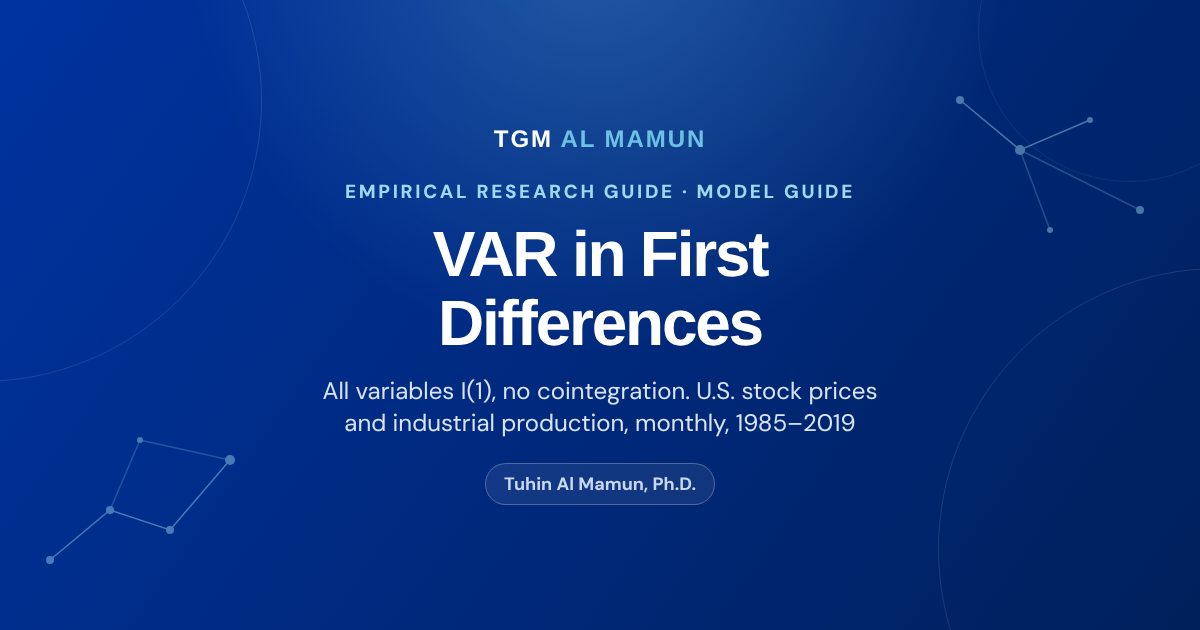 TGM AL MAMUN
EMPIRICAL RESEARCH GUIDE · MODEL GUIDE
VAR in First
Differences
All variables I(1), no cointegration. U.S. stock prices
and industrial production, monthly, 1985–2019
Tuhin Al Mamun, Ph.D.